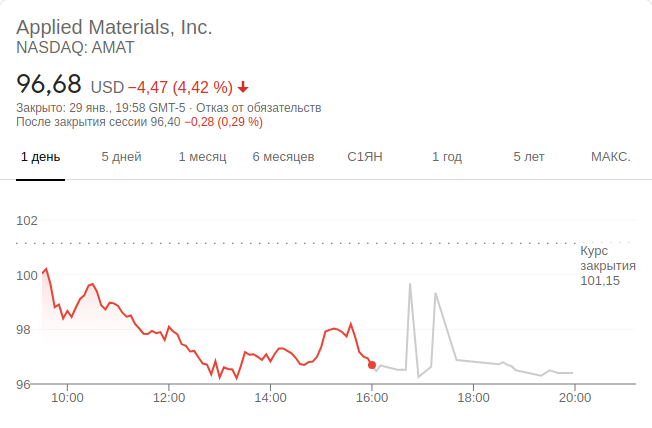 Applied Materials, Inc.
NASDAQ: AMAT
96,68 USD −4,47 (4,42 %)
Закрыто: 29 янв., 19:58 GMT-5 · Отказ от обязательств
После закрытия сессии 96,40 −0,28 (0,29 %)
1 день 5 дней 1 месяц 6 месяцев С1ЯН 1 год 5 лет МАКС.
102
Курс
закрытия
101,15
100
98
96
10:00 12:00 14:00 16:00 18:00 20:00